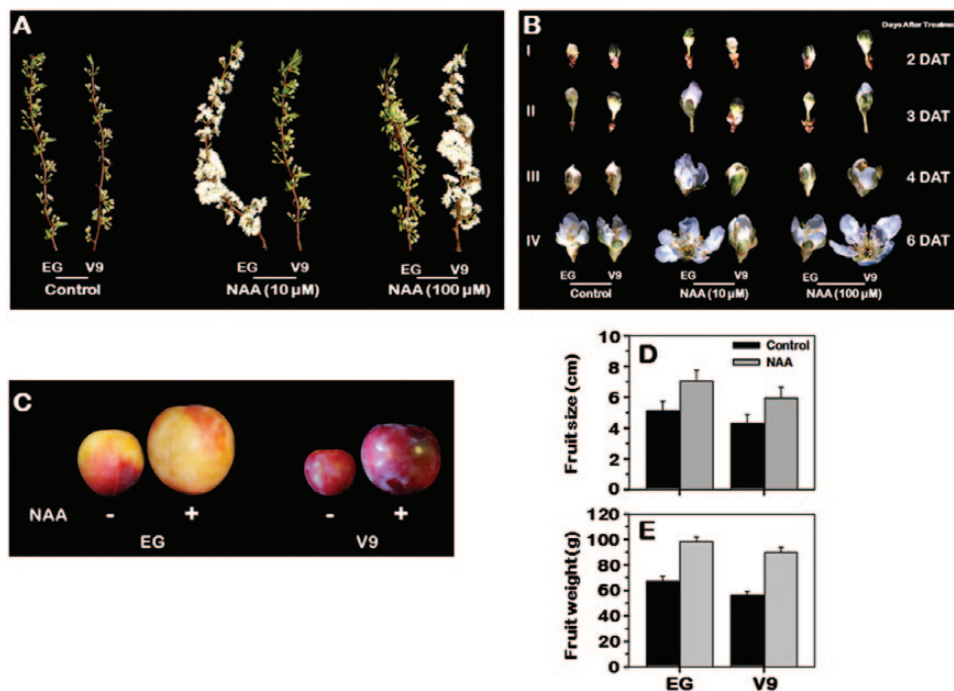 A
EG V9 EG V9 EG V9
Control NAA (10 µM) NAA (100 µM)
B
Days After
I 2 DAT
II 3 DAT
III 4 DAT
IV 6 DAT
EG V9 EG V9 EG V9
Control NAA (10 µM) NAA (100 µM)
C
NAA - + - +
EG V9
D
Control
NAA
Fruit size (cm)
10
8
6
4
2
0
E
Fruit weight (g)
120
100
80
60
40
20
0
EG V9